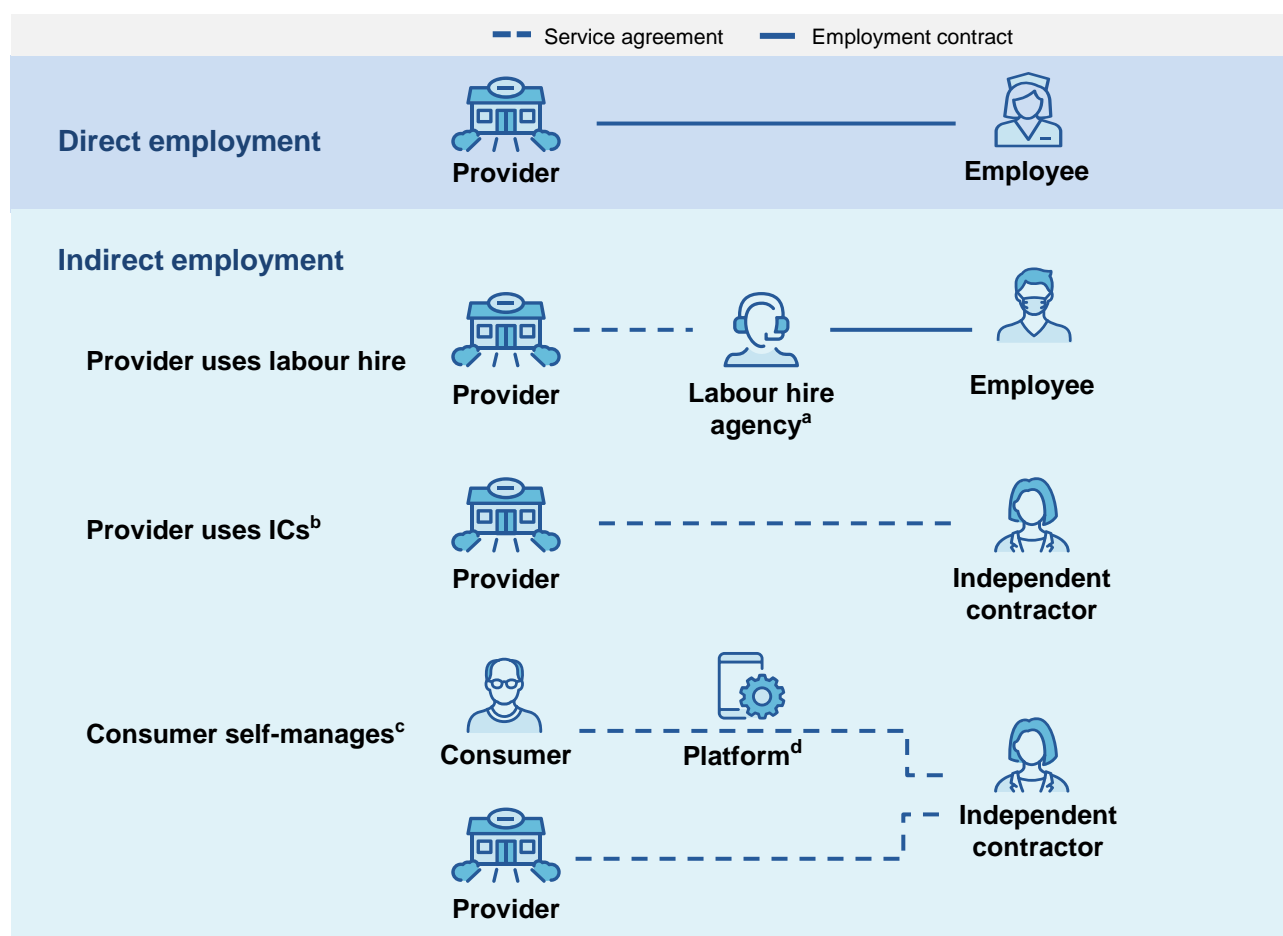 Service agreement Employment contract
Direct employment
Provider
Employee
Indirect employment
Provider uses labour hire
Provider
Labour hire
agencyᵃ
Employee
Provider uses ICsᵇ
Provider
Independent
contractor
Consumer self-managesᶜ
Consumer
Platformᵈ
Independent
contractor
Provider